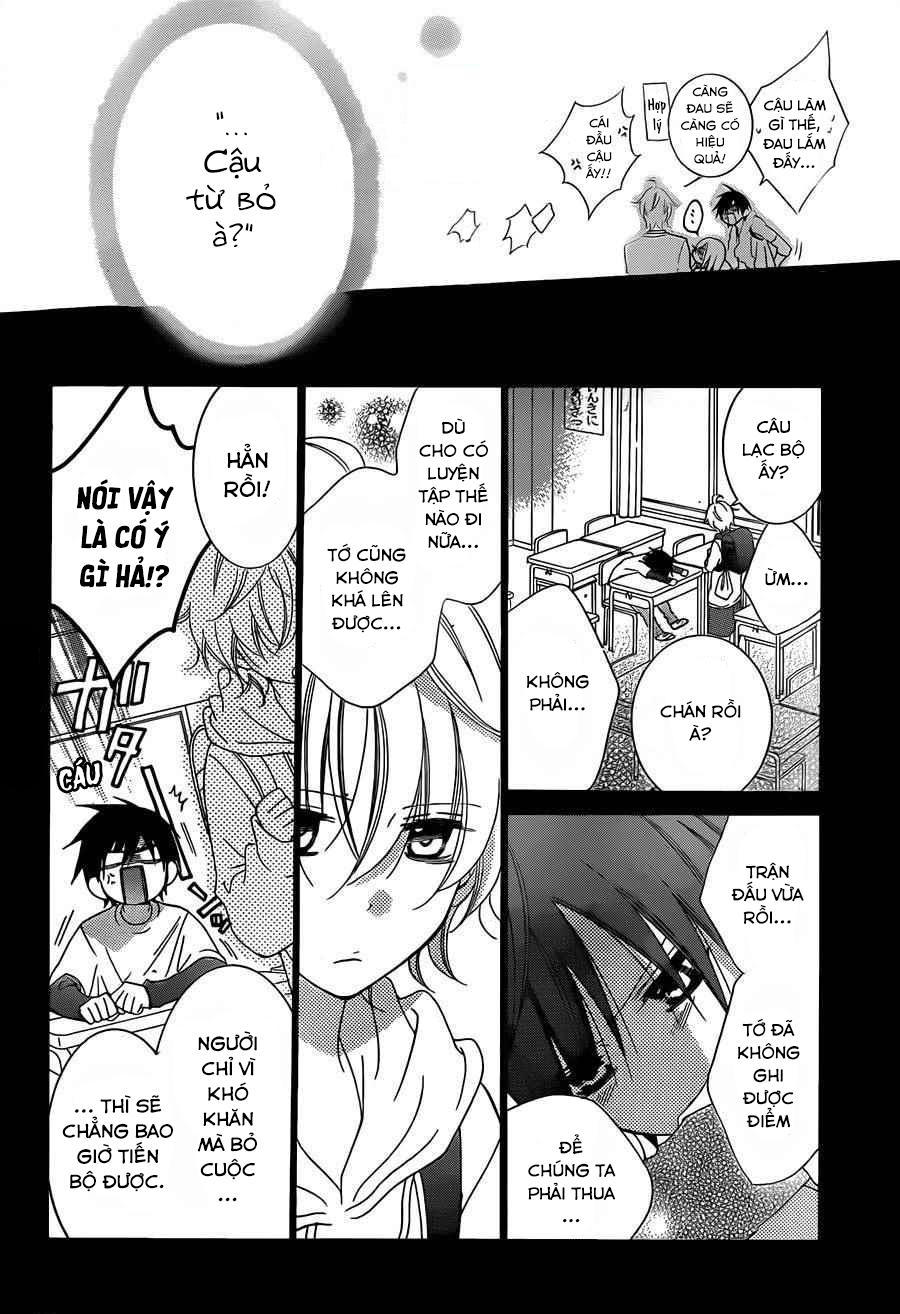 CẬU LÀM
GÌ THẾ,
ĐAU LẮM
ĐẤY...
CÀNG
ĐAU SẼ
CÀNG CÓ
HIỆU
QUẢ!
Hợp
lý
CÁI
ĐẦU
CẬU
ẤY!!
...
"...
Cậu
từ bỏ
à?"
CÂU
LẠC BỘ
ẤY?
ỪM...
CHÁN RỒI
À?
KHÔNG
PHẢI...
TRẬN
ĐẤU VỪA
RỒI...
TỚ ĐÃ
KHÔNG
GHI
ĐƯỢC
ĐIỂM
ĐỂ
CHÚNG TA
PHẢI THUA
...
DÙ
CHO CÓ
LUYỆN
TẬP THẾ
NÀO ĐI
NỮA...
TỚ CŨNG
KHÔNG
KHÁ LÊN
ĐƯỢC...
HẲN
RỒI!
NÓI VẬY
LÀ CÓ Ý
GÌ HẢ!?
ガターン
CÁU
NGƯỜI
CHỈ VÌ
KHÓ
KHĂN
MÀ BỎ
CUỘC
...
... THÌ SẼ
CHẲNG BAO
GIỜ TIẾN
BỘ ĐƯỢC.